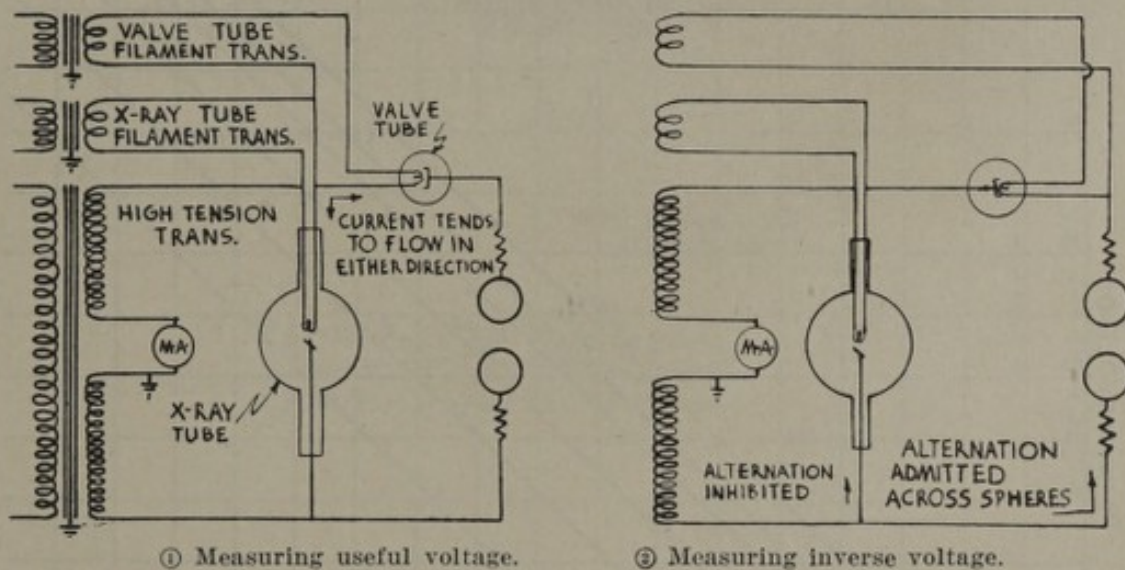 VALVE TUBE
FILAMENT TRANS.
X-RAY TUBE
FILAMENT TRANS.
VALVE
TUBE
HIGH TENSION
TRANS.
CURRENT TENDS
TO FLOW IN
EITHER DIRECTION
MA
X-RAY
TUBE
① Measuring useful voltage.
MA
ALTERNATION
INHIBITED
ALTERNATION
ADMITTED
ACROSS SPHERES
② Measuring inverse voltage.